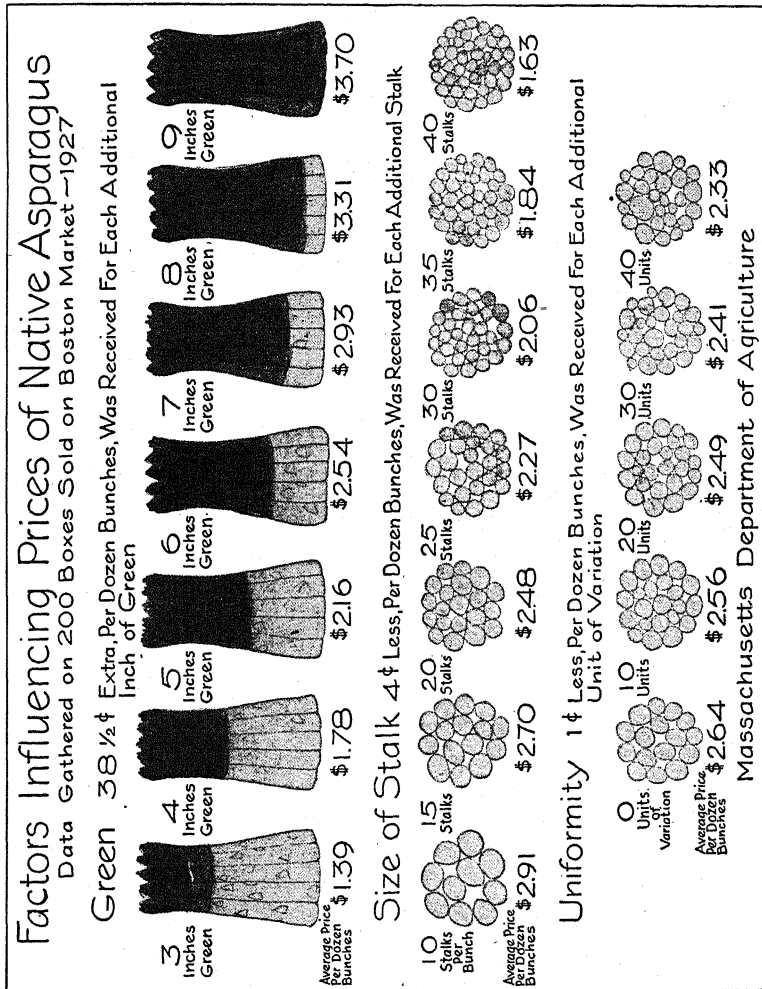 Factors Influencing Prices of Native Asparagus
Data Gathered on 200 Boxes Sold on Boston Market—1927
Green 38½¢ Extra, Per Dozen Bunches, Was Received For Each Additional
Inch of Green
3 Inches Green
4 Inches Green
5 Inches Green
6 Inches Green
7 Inches Green
8 Inches Green
9 Inches Green
Average Price Per Dozen Bunches
$1.39 $1.78 $2.16 $2.54 $2.93 $3.31 $3.70
Size of Stalk 4¢ Less, Per Dozen Bunches, Was Received For Each Additional Stalk
10 Stalks Per Bunch
15 Stalks
20 Stalks
25 Stalks
30 Stalks
35 Stalks
40 Stalks
Average Price Per Dozen Bunches
$2.91 $2.70 $2.48 $2.27 $2.06 $1.84 $1.63
Uniformity 1¢ Less, Per Dozen Bunches, Was Received For Each Additional
Unit of Variation
0 Units of Variation
10 Units
20 Units
30 Units
40 Units
Average Price Per Dozen Bunches
$2.64 $2.56 $2.49 $2.41 $2.33
Massachusetts Department of Agriculture